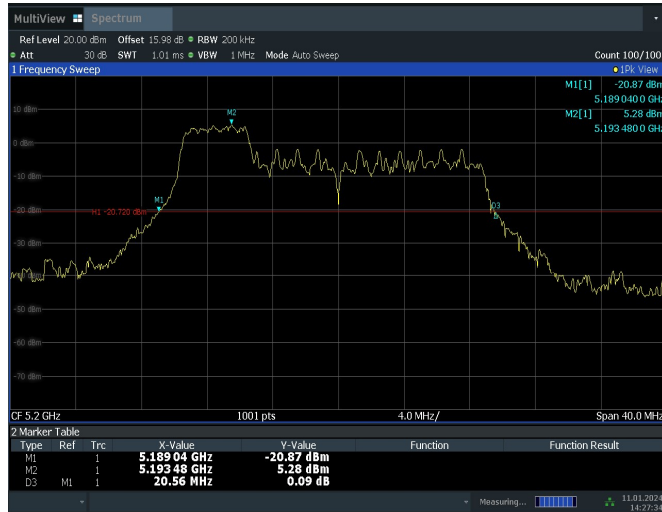 MultiView Spectrum
Ref Level 20.00 dBm Offset 15.98 dB RBW 200 kHz
Att 30 dB SWT 1.01 ms VBW 1 MHz Mode Auto Sweep Count 100/100
1 Frequency Sweep 1Pk View
M1[1] -20.87 dBm
5.189 040 0 GHz
M2[1] 5.28 dBm
5.193 480 0 GHz
10 dBm
M2
0 dBm
-10 dBm
M1
-20 dBm
H1 -20.720 dBm
D3
-30 dBm
-50 dBm
-60 dBm
-70 dBm
CF 5.2 GHz 1001 pts 4.0 MHz/ Span 40.0 MHz
2 Marker Table
Type Ref Trc X-Value Y-Value Function Function Result
M1 1 5.189 04 GHz -20.87 dBm
M2 1 5.193 48 GHz 5.28 dBm
D3 M1 1 20.56 MHz 0.09 dB
Measuring... 11.01.2024
14:27:34